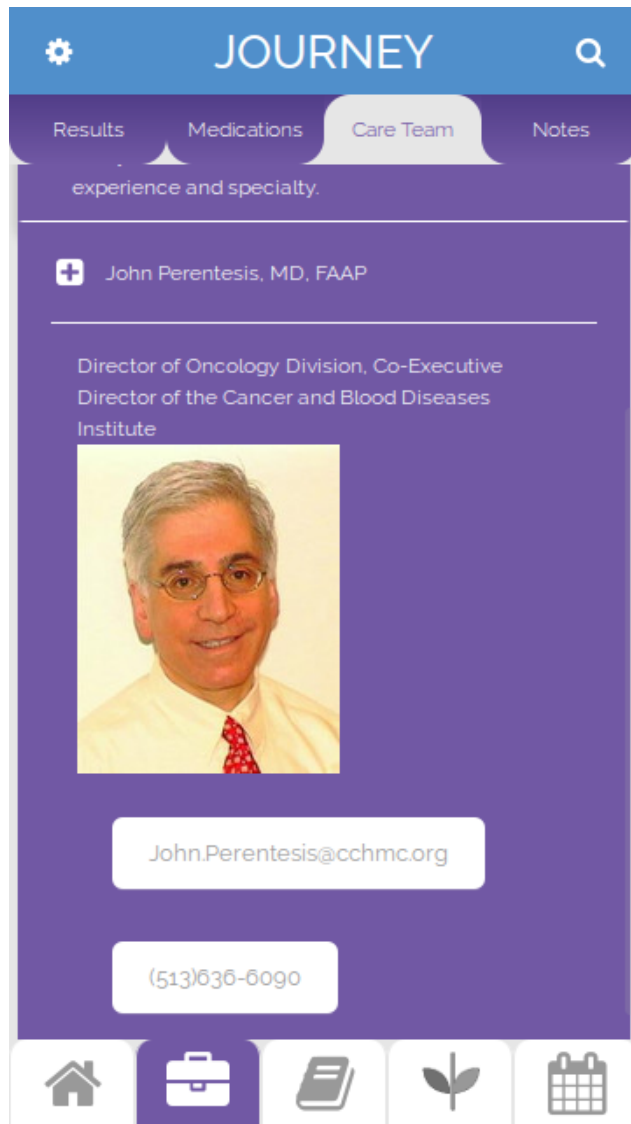 JOURNEY
Results Medications Care Team Notes
experience and specialty.
John Perentesis, MD, FAAP
Director of Oncology Division, Co-Executive
Director of the Cancer and Blood Diseases
Institute
John.Perentesis@cchmc.org
(513)636-6090